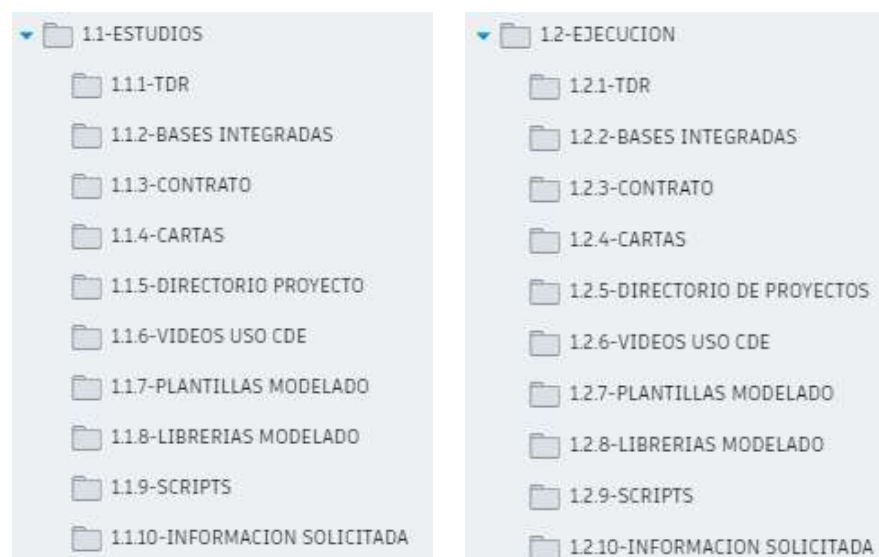 1.1-ESTUDIOS
1.1.1-TDR
1.1.2-BASES INTEGRADAS
1.1.3-CONTRATO
1.1.4-CARTAS
1.1.5-DIRECTORIO PROYECTO
1.1.6-VIDEOS USO CDE
1.1.7-PLANTILLAS MODELADO
1.1.8-LIBRERIAS MODELADO
1.1.9-SCRIPTS
1.1.10-INFORMACION SOLICITADA
1.2-EJECUCION
1.2.1-TDR
1.2.2-BASES INTEGRADAS
1.2.3-CONTRATO
1.2.4-CARTAS
1.2.5-DIRECTORIO DE PROYECTOS
1.2.6-VIDEOS USO CDE
1.2.7-PLANTILLAS MODELADO
1.2.8-LIBRERIAS MODELADO
1.2.9-SCRIPTS
1.2.10-INFORMACION SOLICITADA